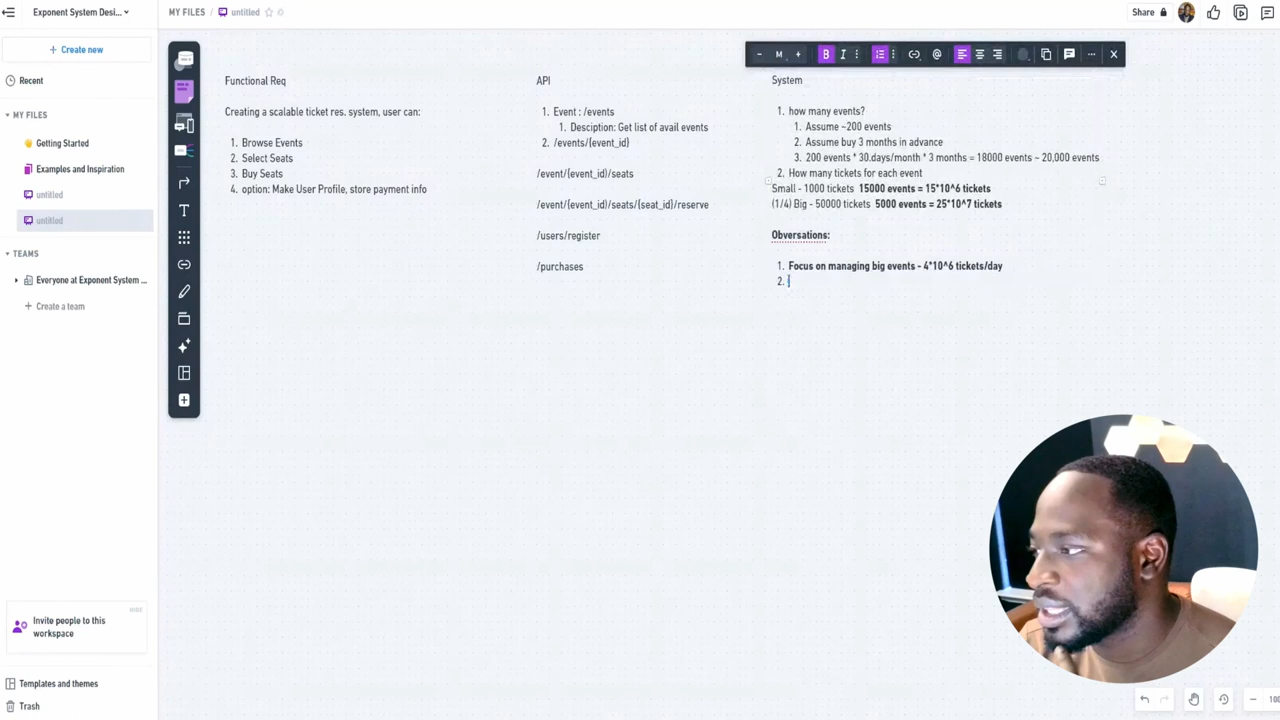 Exponent System Desi...
MY FILES / untitled
Share
Create new
Recent
MY FILES
Getting Started
Examples and Inspiration
untitled
untitled
TEAMS
Everyone at Exponent System ...
Create a team
HIDE
Invite people to this
workspace
Templates and themes
Trash
M
B I
Functional Req
Creating a scalable ticket res. system, user can:
1. Browse Events
2. Select Seats
3. Buy Seats
4. option: Make User Profile, store payment info
API
1. Event : /events
1. Desciption: Get list of avail events
2. /events/{event_id}
/event/{event_id}/seats
/event/{event_id}/seats/{seat_id}/reserve
/users/register
/purchases
System
1. how many events?
1. Assume ~200 events
2. Assume buy 3 months in advance
3. 200 events * 30.days/month * 3 months = 18000 events ~ 20,000 events
2. How many tickets for each event
Small - 1000 tickets 15000 events = 15*10^6 tickets
(1/4) Big - 50000 tickets 5000 events = 25*10^7 tickets
Obversations:
1. Focus on managing big events - 4*10^6 tickets/day
2.
100